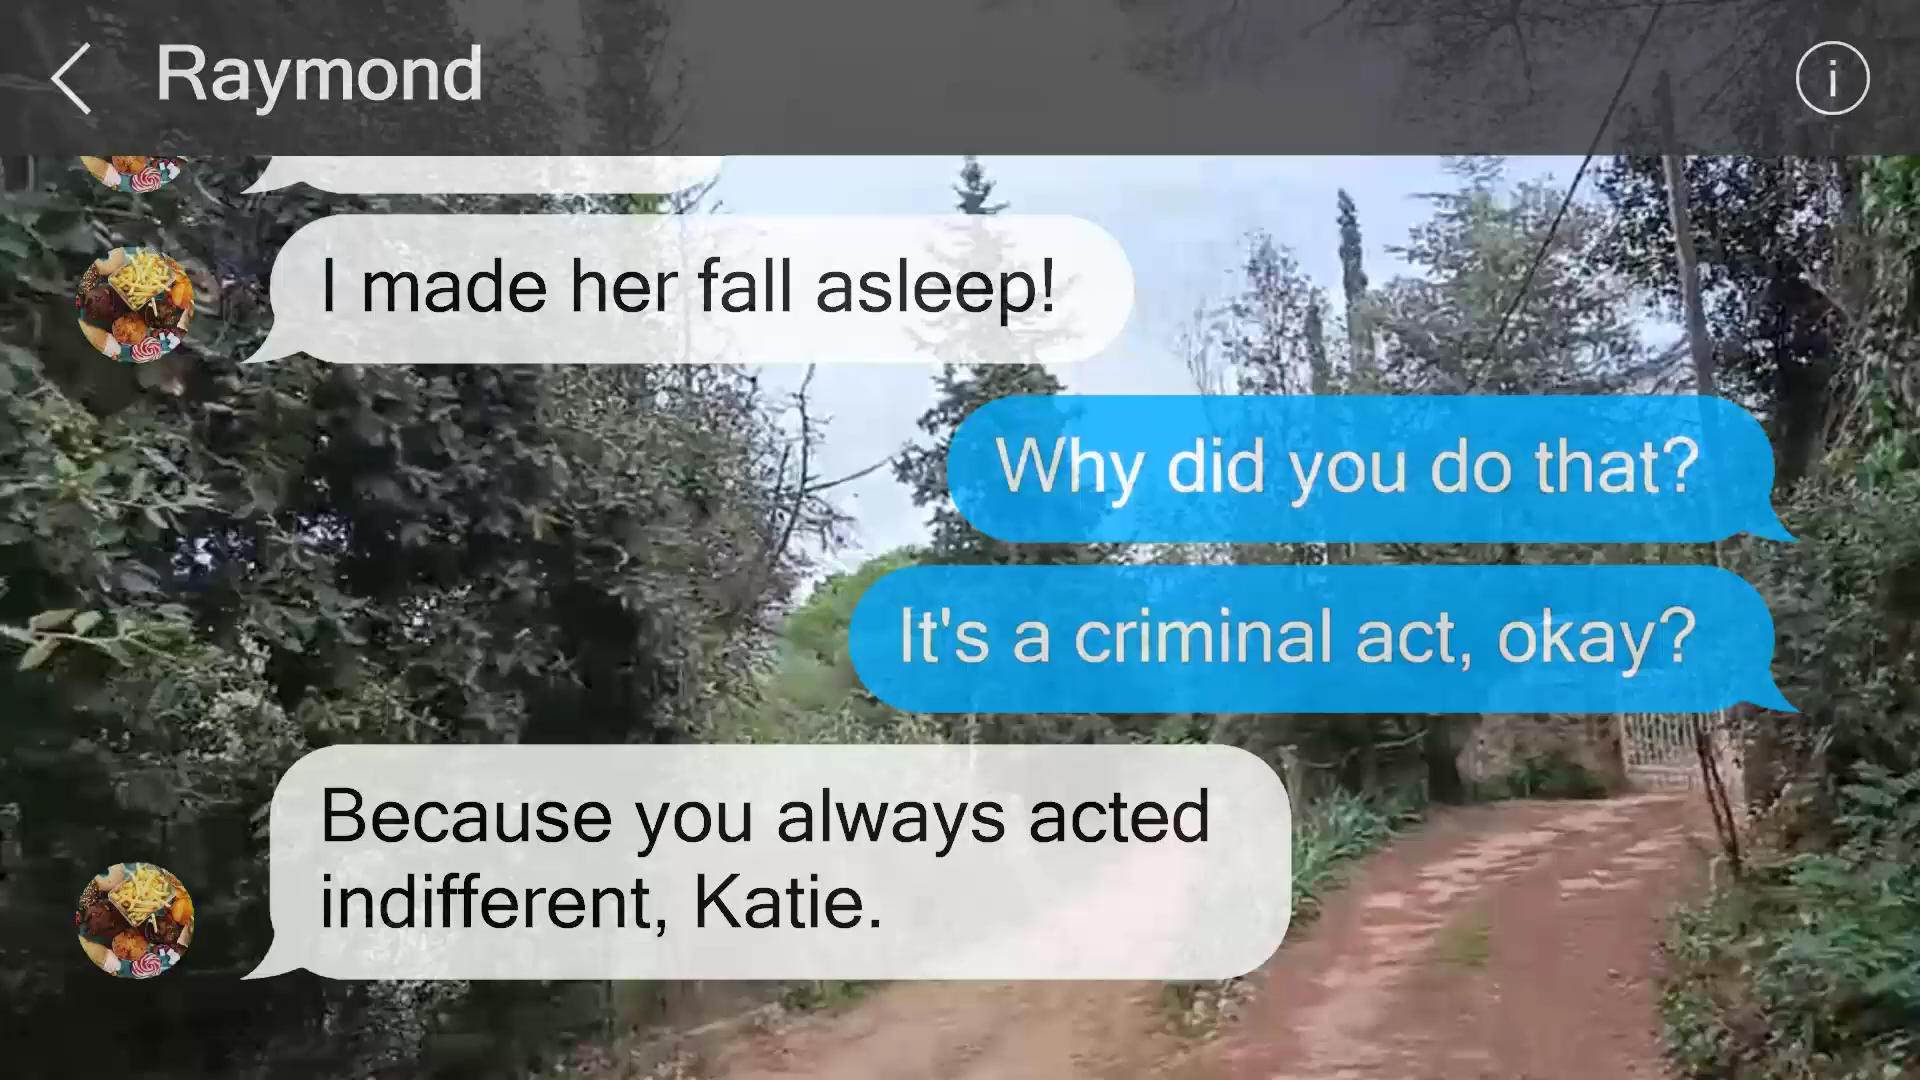 Raymond
I made her fall asleep!
Why did you do that?
It's a criminal act, okay?
Because you always acted
indifferent, Katie.